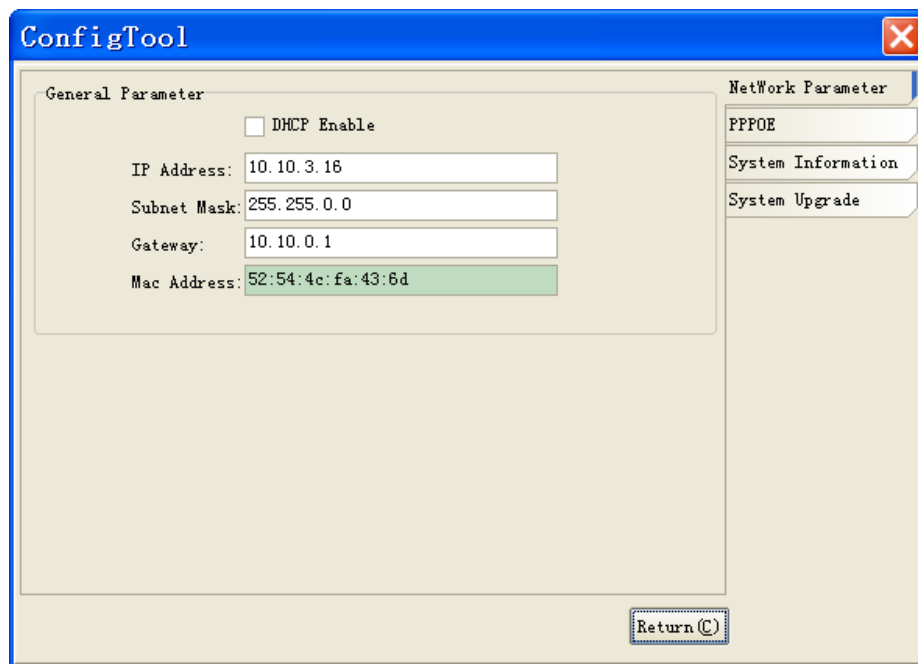 ConfigTool
General Parameter
DHCP Enable
IP Address: 10.10.3.16
Subnet Mask: 255.255.0.0
Gateway: 10.10.0.1
Mac Address: 52:54:4c:fa:43:6d
NetWork Parameter
PPPOE
System Information
System Upgrade
Return(C)